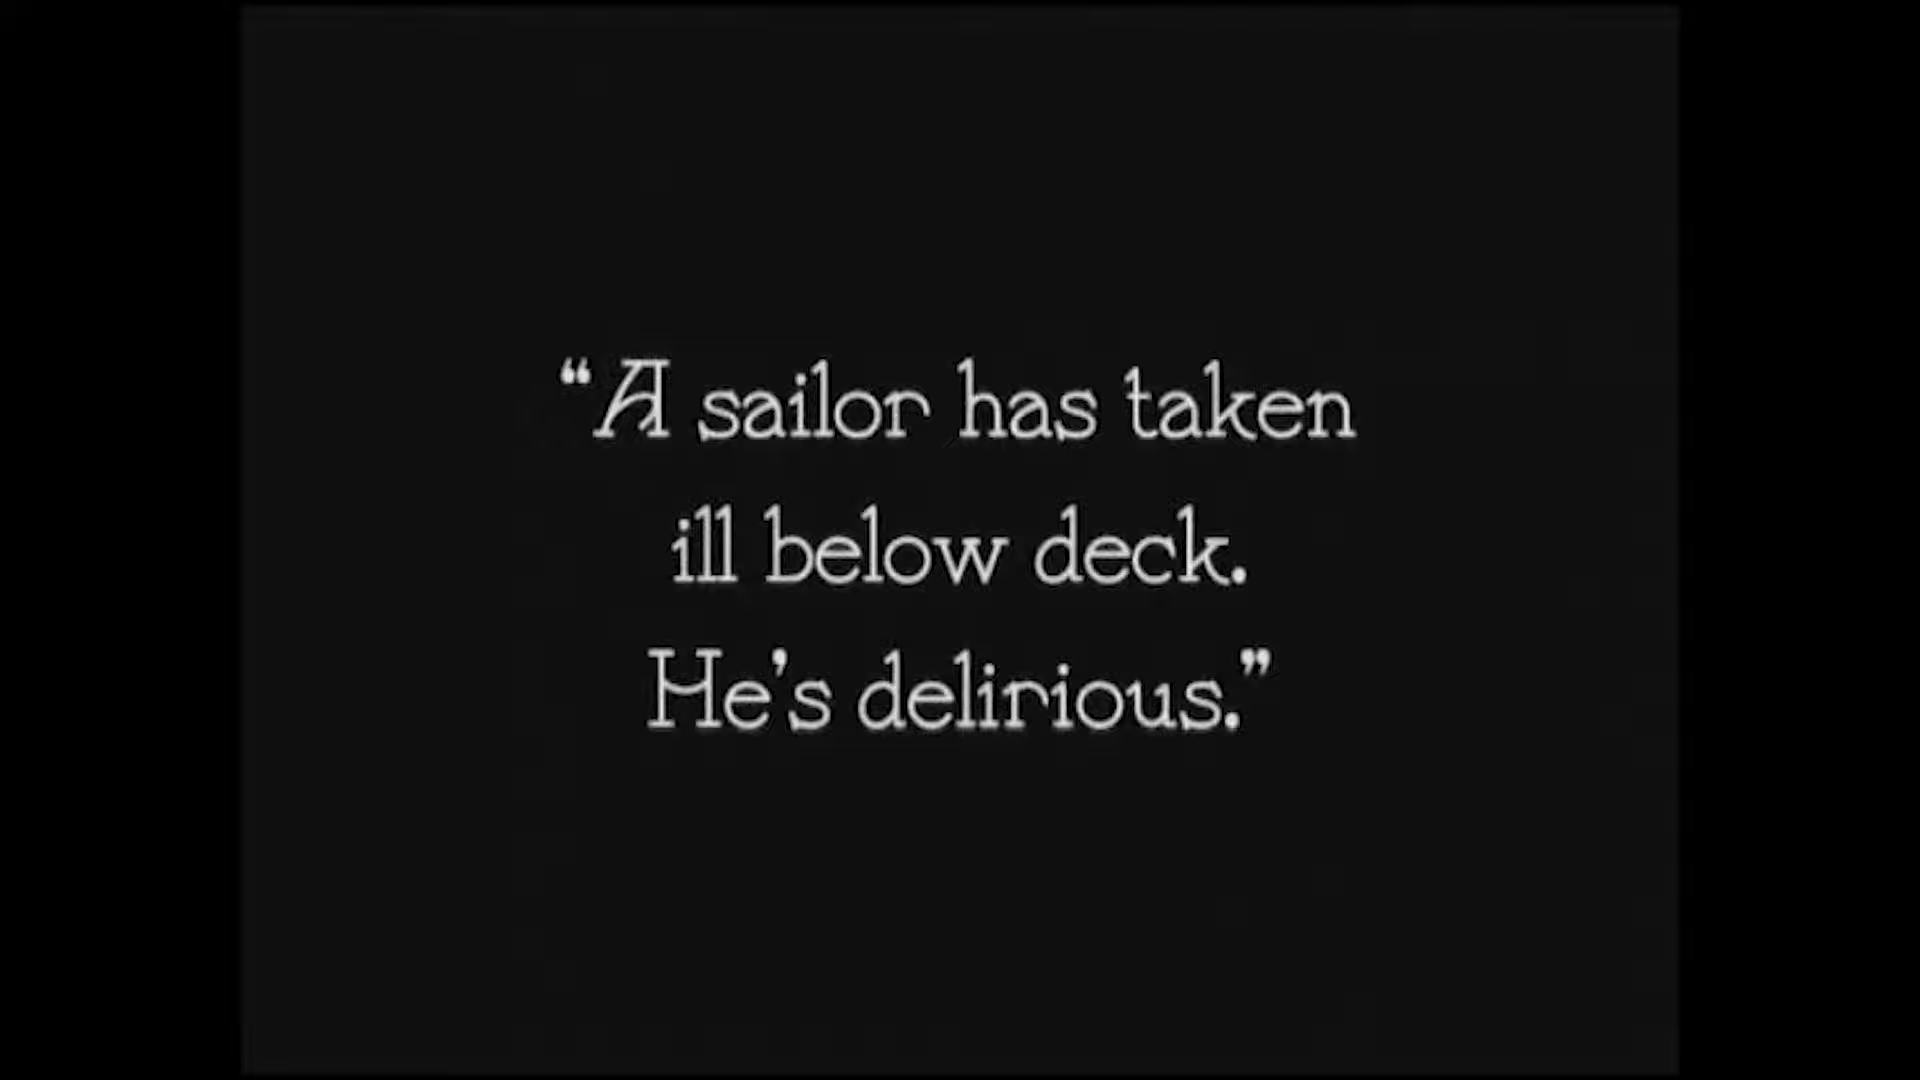 “A sailor has taken
ill below deck.
He’s delirious.”